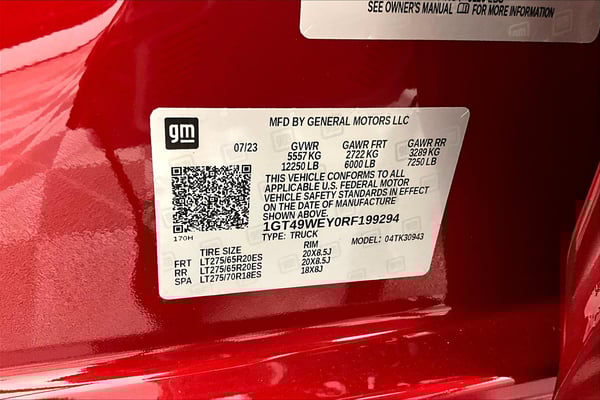 SEE OWNER'S MANUAL FOR MORE INFORMATION
gm
MFD BY GENERAL MOTORS LLC
07/23 GVWR GAWR FRT GAWR RR
5557 KG 2722 KG 3289 KG
12250 LB 6000 LB 7250 LB
THIS VEHICLE CONFORMS TO ALL
APPLICABLE U.S. FEDERAL MOTOR
VEHICLE SAFETY STANDARDS IN EFFECT
ON THE DATE OF MANUFACTURE
SHOWN ABOVE.
1GT49WEY0RF199294
170H TYPE: TRUCK MODEL: 04TK30943
TIRE SIZE RIM
FRT LT275/65R20ES 20X8.5J
RR LT275/65R20ES 20X8.5J
SPA LT275/70R18ES 18X8J